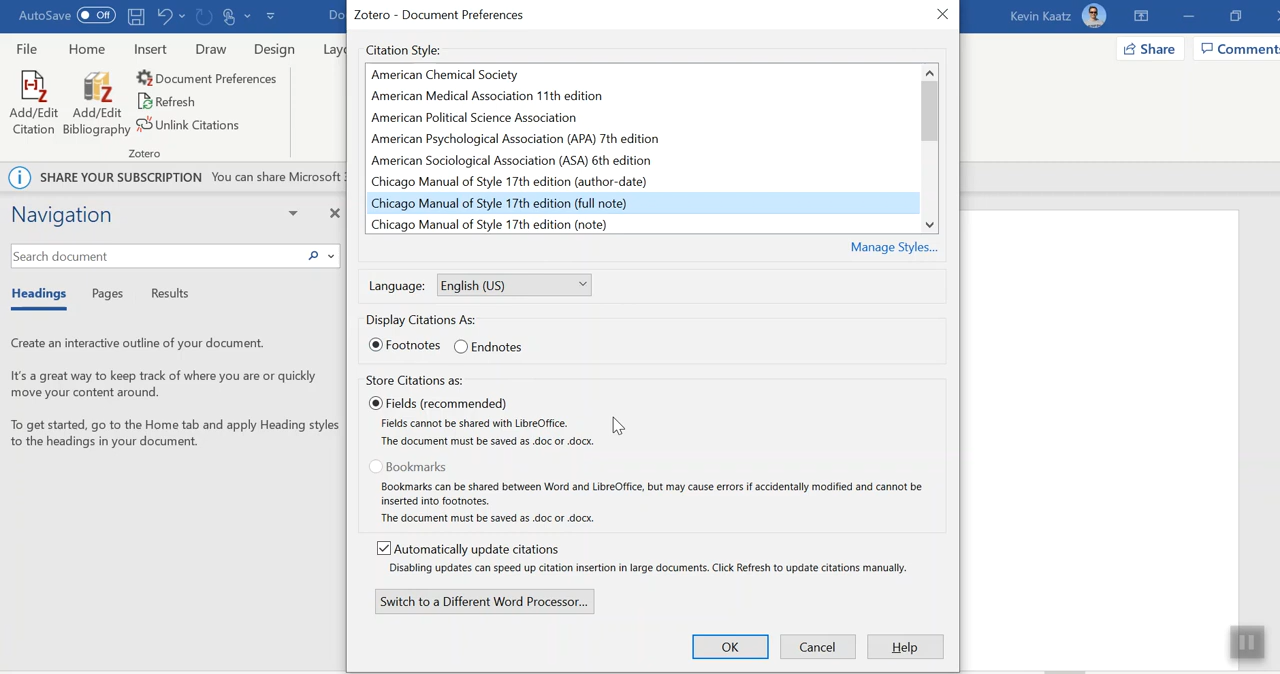 AutoSave Off Do Kevin Kaatz
File Home Insert Draw Design Share Comments
Add/Edit Citation
Add/Edit Bibliography
Document Preferences
Refresh
Unlink Citations
Zotero
SHARE YOUR SUBSCRIPTION You can share Microsoft
Navigation
Search document
Headings Pages Results
Create an interactive outline of your document.
It's a great way to keep track of where you are or quickly
move your content around.
To get started, go to the Home tab and apply Heading styles
to the headings in your document.
Zotero - Document Preferences
Citation Style:
American Chemical Society
American Medical Association 11th edition
American Political Science Association
American Psychological Association (APA) 7th edition
American Sociological Association (ASA) 6th edition
Chicago Manual of Style 17th edition (author-date)
Chicago Manual of Style 17th edition (full note)
Chicago Manual of Style 17th edition (note)
Manage Styles...
Language: English (US)
Display Citations As:
Footnotes Endnotes
Store Citations as:
Fields (recommended)
Fields cannot be shared with LibreOffice.
The document must be saved as .doc or .docx.
Bookmarks
Bookmarks can be shared between Word and LibreOffice, but may cause errors if accidentally modified and cannot be
inserted into footnotes.
The document must be saved as .doc or .docx.
Automatically update citations
Disabling updates can speed up citation insertion in large documents. Click Refresh to update citations manually.
Switch to a Different Word Processor...
OK Cancel Help